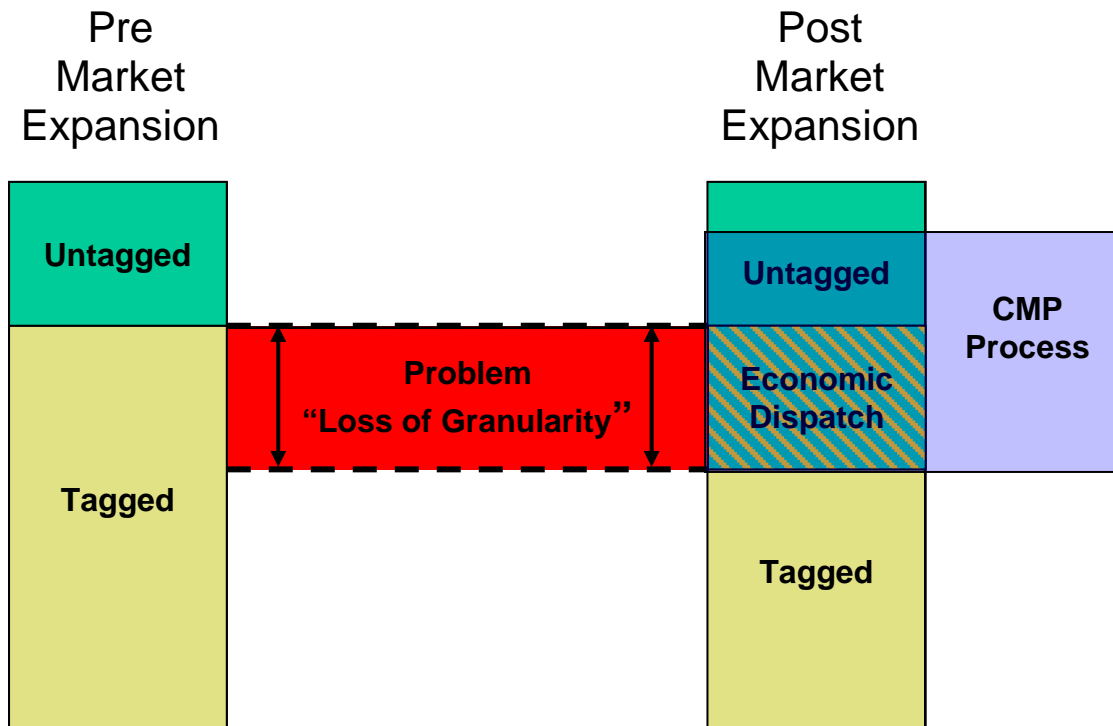 Pre
Market
Expansion
Post
Market
Expansion
Untagged
Untagged
CMP
Process
Problem
“Loss of Granularity”
Economic
Dispatch
Tagged
Tagged